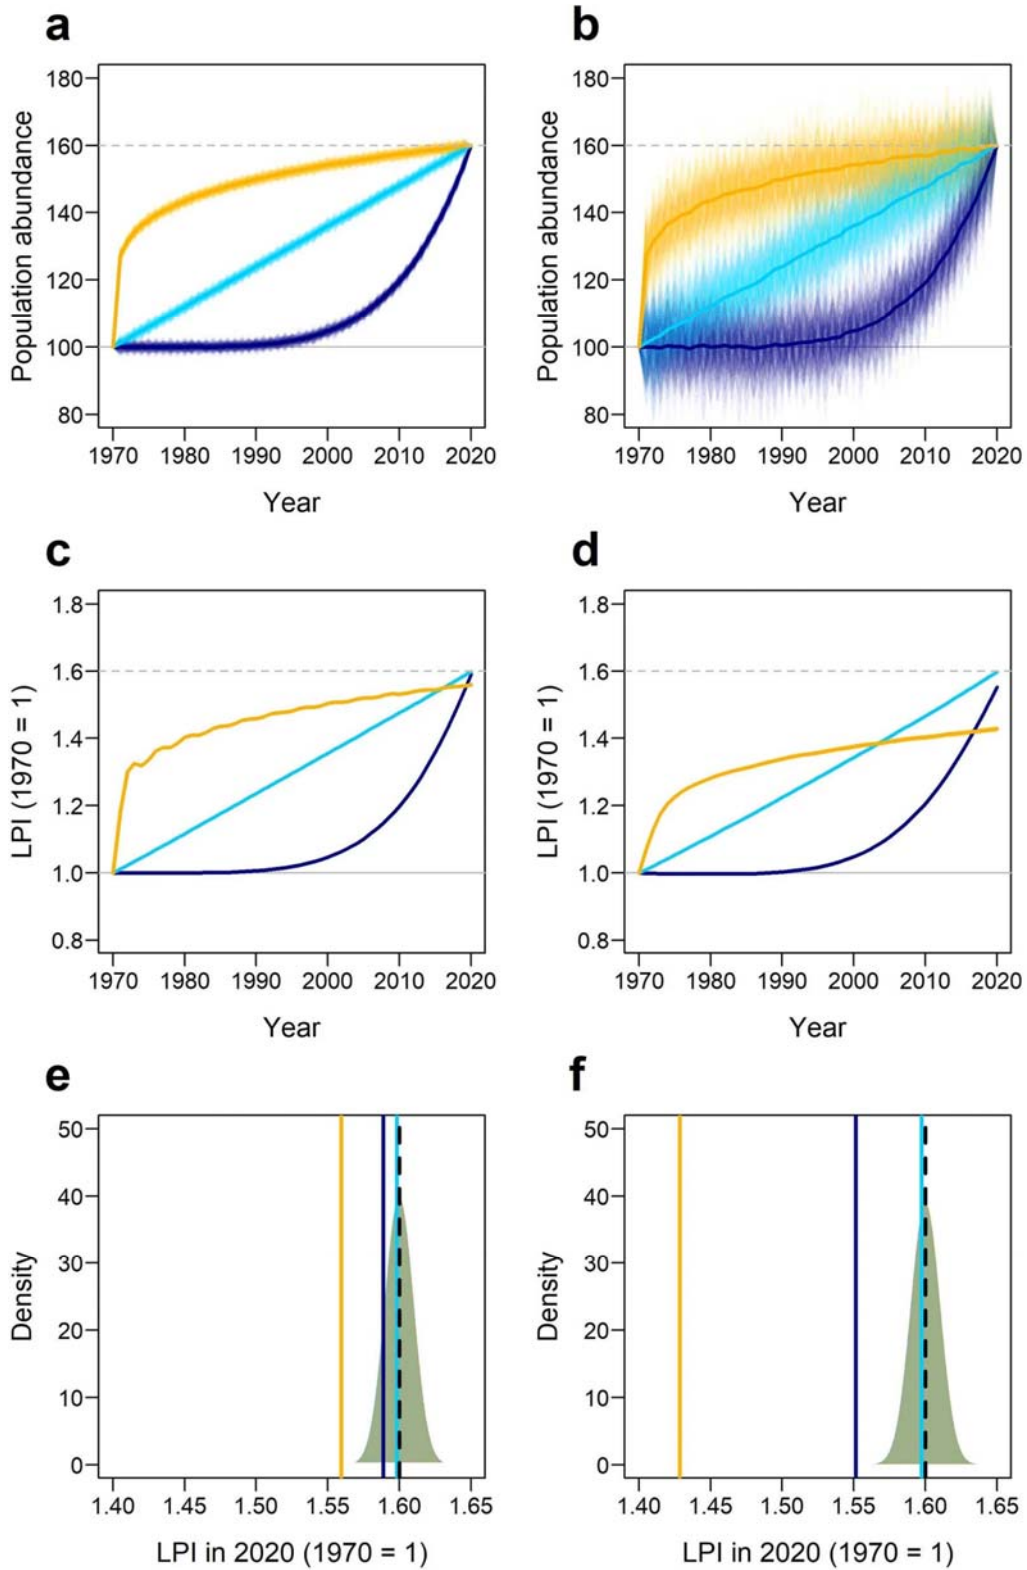 a
b
Population abundance
180
160
140
120
100
80
1970 1980 1990 2000 2010 2020
Year
Population abundance
180
160
140
120
100
80
1970 1980 1990 2000 2010 2020
Year
c
d
LPI (1970 = 1)
1.8
1.6
1.4
1.2
1.0
0.8
1970 1980 1990 2000 2010 2020
Year
LPI (1970 = 1)
1.8
1.6
1.4
1.2
1.0
0.8
1970 1980 1990 2000 2010 2020
Year
e
f
Density
50
40
30
20
10
0
1.40 1.45 1.50 1.55 1.60 1.65
LPI in 2020 (1970 = 1)
Density
50
40
30
20
10
0
1.40 1.45 1.50 1.55 1.60 1.65
LPI in 2020 (1970 = 1)